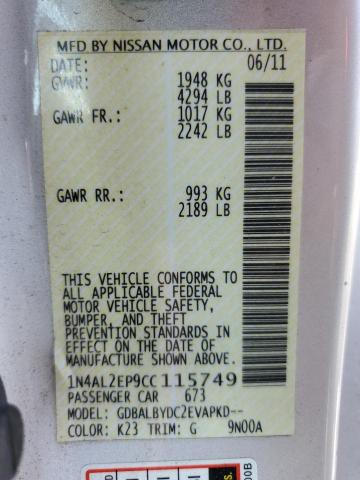 MFD BY NISSAN MOTOR CO., LTD.
DATE: 06/11
GVWR: 1948 KG
4294 LB
GAWR FR.: 1017 KG
2242 LB
GAWR RR.: 993 KG
2189 LB
THIS VEHICLE CONFORMS TO
ALL APPLICABLE FEDERAL
MOTOR VEHICLE SAFETY,
BUMPER, AND THEFT
PREVENTION STANDARDS IN
EFFECT ON THE DATE OF
MANUFACTURE SHOWN ABOVE.
1N4AL2EP9CC115749
PASSENGER CAR 673
MODEL: GDBALBYDC2EVAPKD--
COLOR: K23 TRIM: G 9N00A